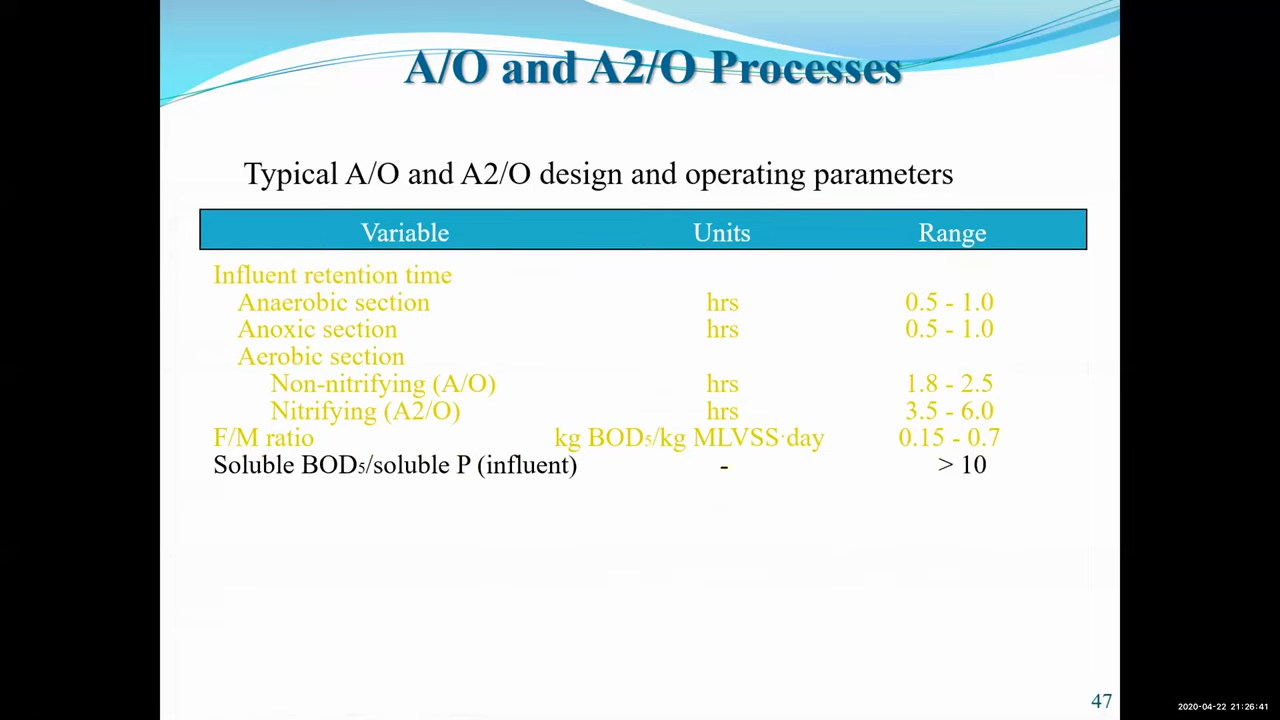 A/O and A2/O Processes
Typical A/O and A2/O design and operating parameters
Variable Units Range
Influent retention time
Anaerobic section hrs 0.5 - 1.0
Anoxic section hrs 0.5 - 1.0
Aerobic section
Non-nitrifying (A/O) hrs 1.8 - 2.5
Nitrifying (A2/O) hrs 3.5 - 6.0
F/M ratio kg BOD₅/kg MLVSS·day 0.15 - 0.7
Soluble BOD₅/soluble P (influent) - > 10
47
2020-04-22 21:26:41